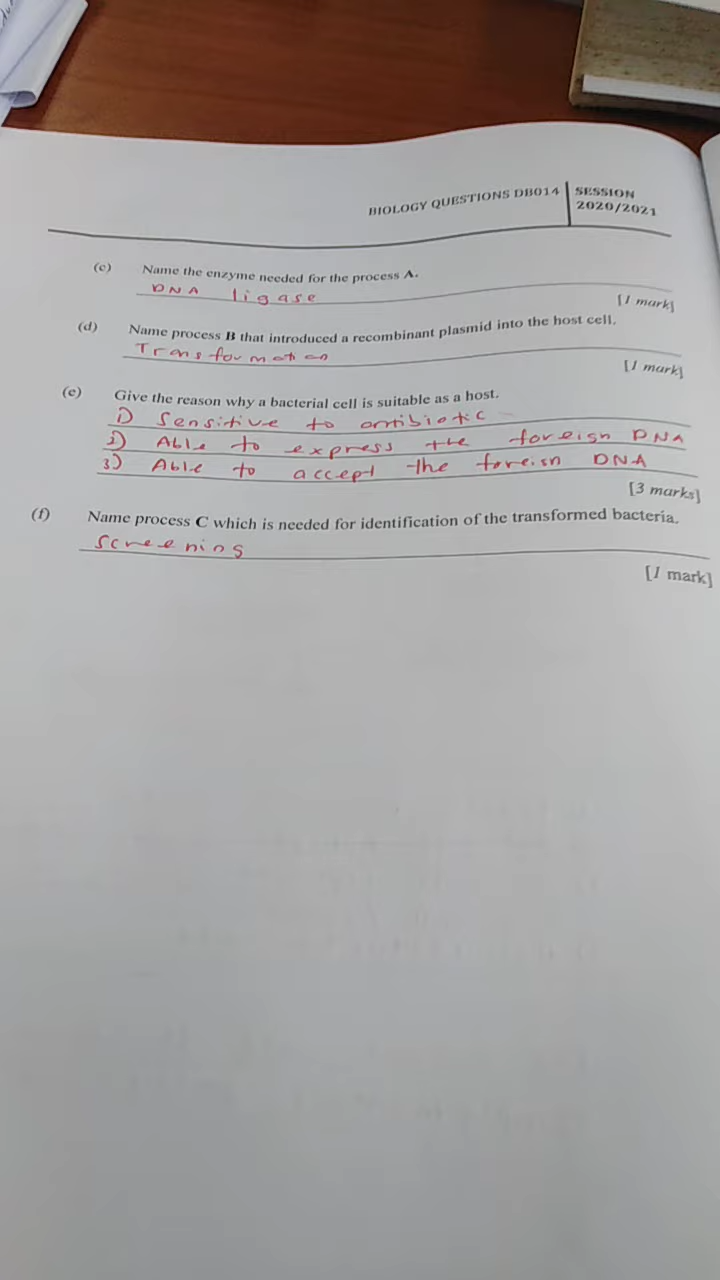 BIOLOGY QUESTIONS DB014
SESSION
2020/2021
(c) Name the enzyme needed for the process A.
DNA ligase
[1 mark]
(d) Name process B that introduced a recombinant plasmid into the host cell.
Transformation
[1 mark]
(e) Give the reason why a bacterial cell is suitable as a host.
1) Sensitive to antibiotic
2) Able to express the foreign DNA
3) Able to accept the foreign DNA
[3 marks]
(f) Name process C which is needed for identification of the transformed bacteria.
Screening
[1 mark]